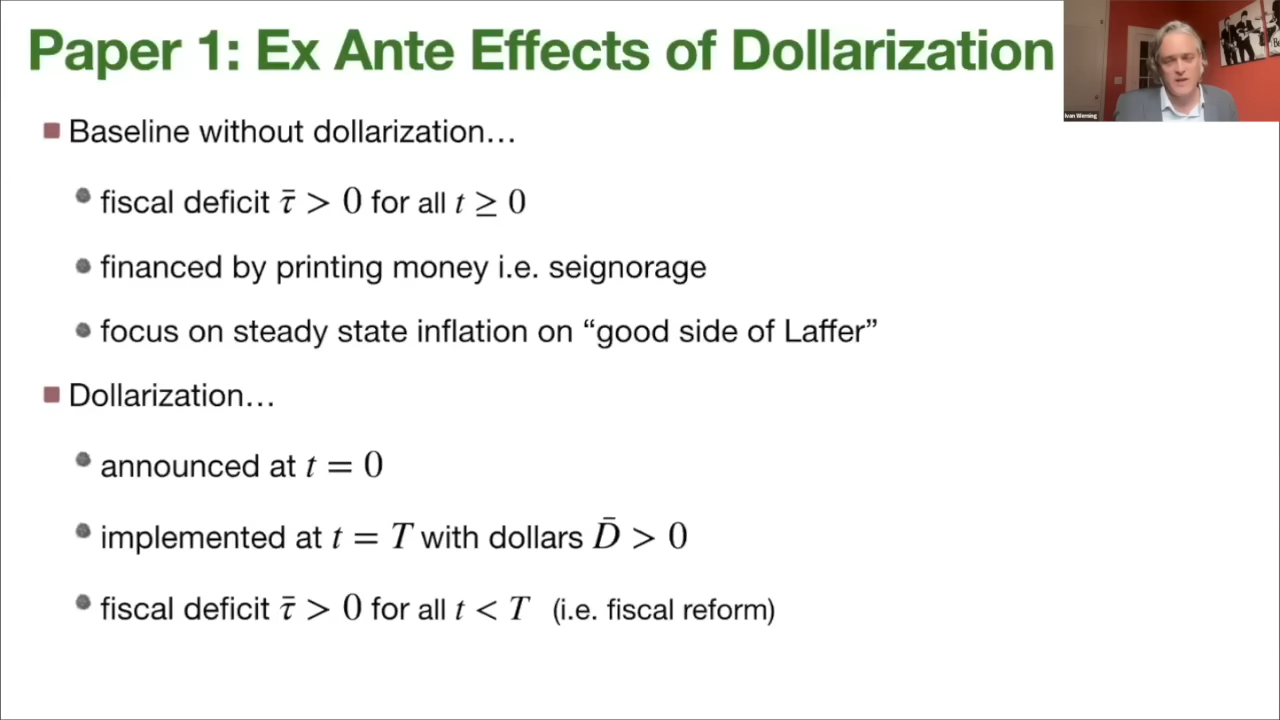 Paper 1: Ex Ante Effects of Dollarization
Ivan Werning
Baseline without dollarization…
fiscal deficit τ̄ > 0 for all t ≥ 0
financed by printing money i.e. seignorage
focus on steady state inflation on “good side of Laffer”
Dollarization…
announced at t = 0
implemented at t = T with dollars D̄ > 0
fiscal deficit τ̄ > 0 for all t < T (i.e. fiscal reform)